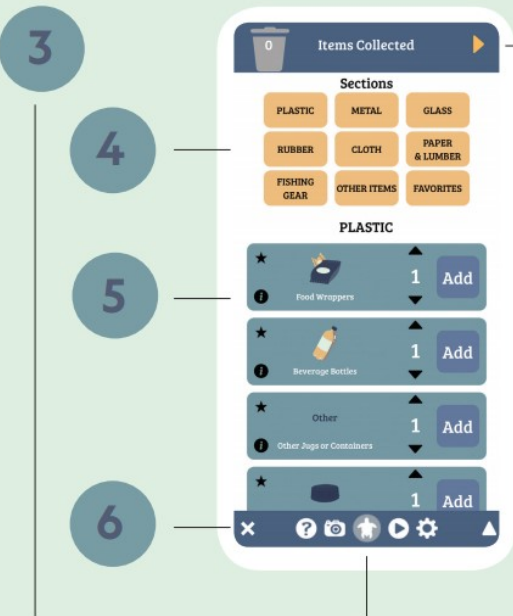 3
0
Items Collected
Sections
4
PLASTIC
METAL
GLASS
RUBBER
CLOTH
PAPER
& LUMBER
FISHING
GEAR
OTHER ITEMS
FAVORITES
PLASTIC
5
Food Wrappers
1
Add
Beverage Bottles
1
Add
Other
Other Jugs or Containers
1
Add
1
Add
6